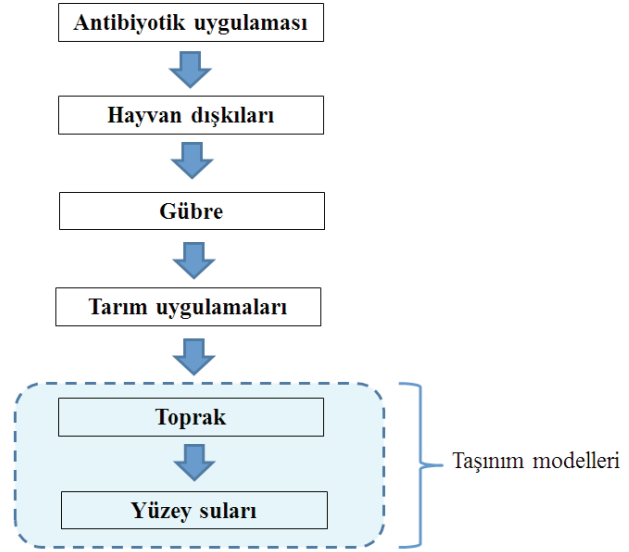 Antibiyotik uygulaması
Hayvan dışkıları
Gübre
Tarım uygulamaları
Toprak
Taşınım modelleri
Yüzey suları